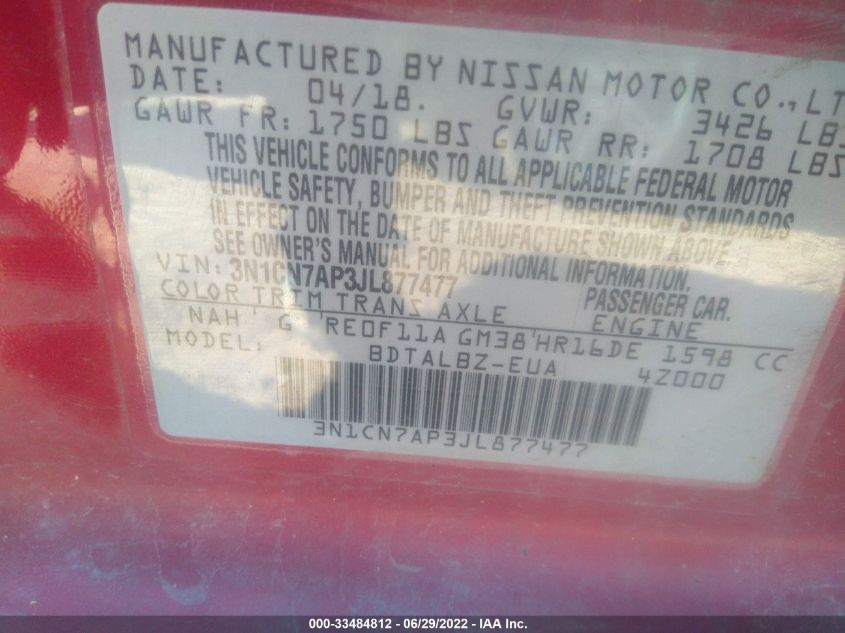 MANUFACTURED BY NISSAN MOTOR CO., LT
DATE: 04/18. GVWR: 3426 LBS
GAWR FR: 1750 LBS GAWR RR: 1708 LBS
THIS VEHICLE CONFORMS TO ALL APPLICABLE FEDERAL MOTOR
VEHICLE SAFETY, BUMPER AND THEFT PREVENTION STANDARDS
IN EFFECT ON THE DATE OF MANUFACTURE SHOWN ABOVE.
SEE OWNER'S MANUAL FOR ADDITIONAL INFORMATION.
VIN: 3N1CN7AP3JL877477 PASSENGER CAR.
COLOR TRIM TRANS AXLE ENGINE
NAH G RE0F11A GM38 HR16DE 1598 CC
MODEL: BDTALBZ-EUA 4Z000
3N1CN7AP3JL877477
000-33484812 - 06/29/2022 - IAA Inc.